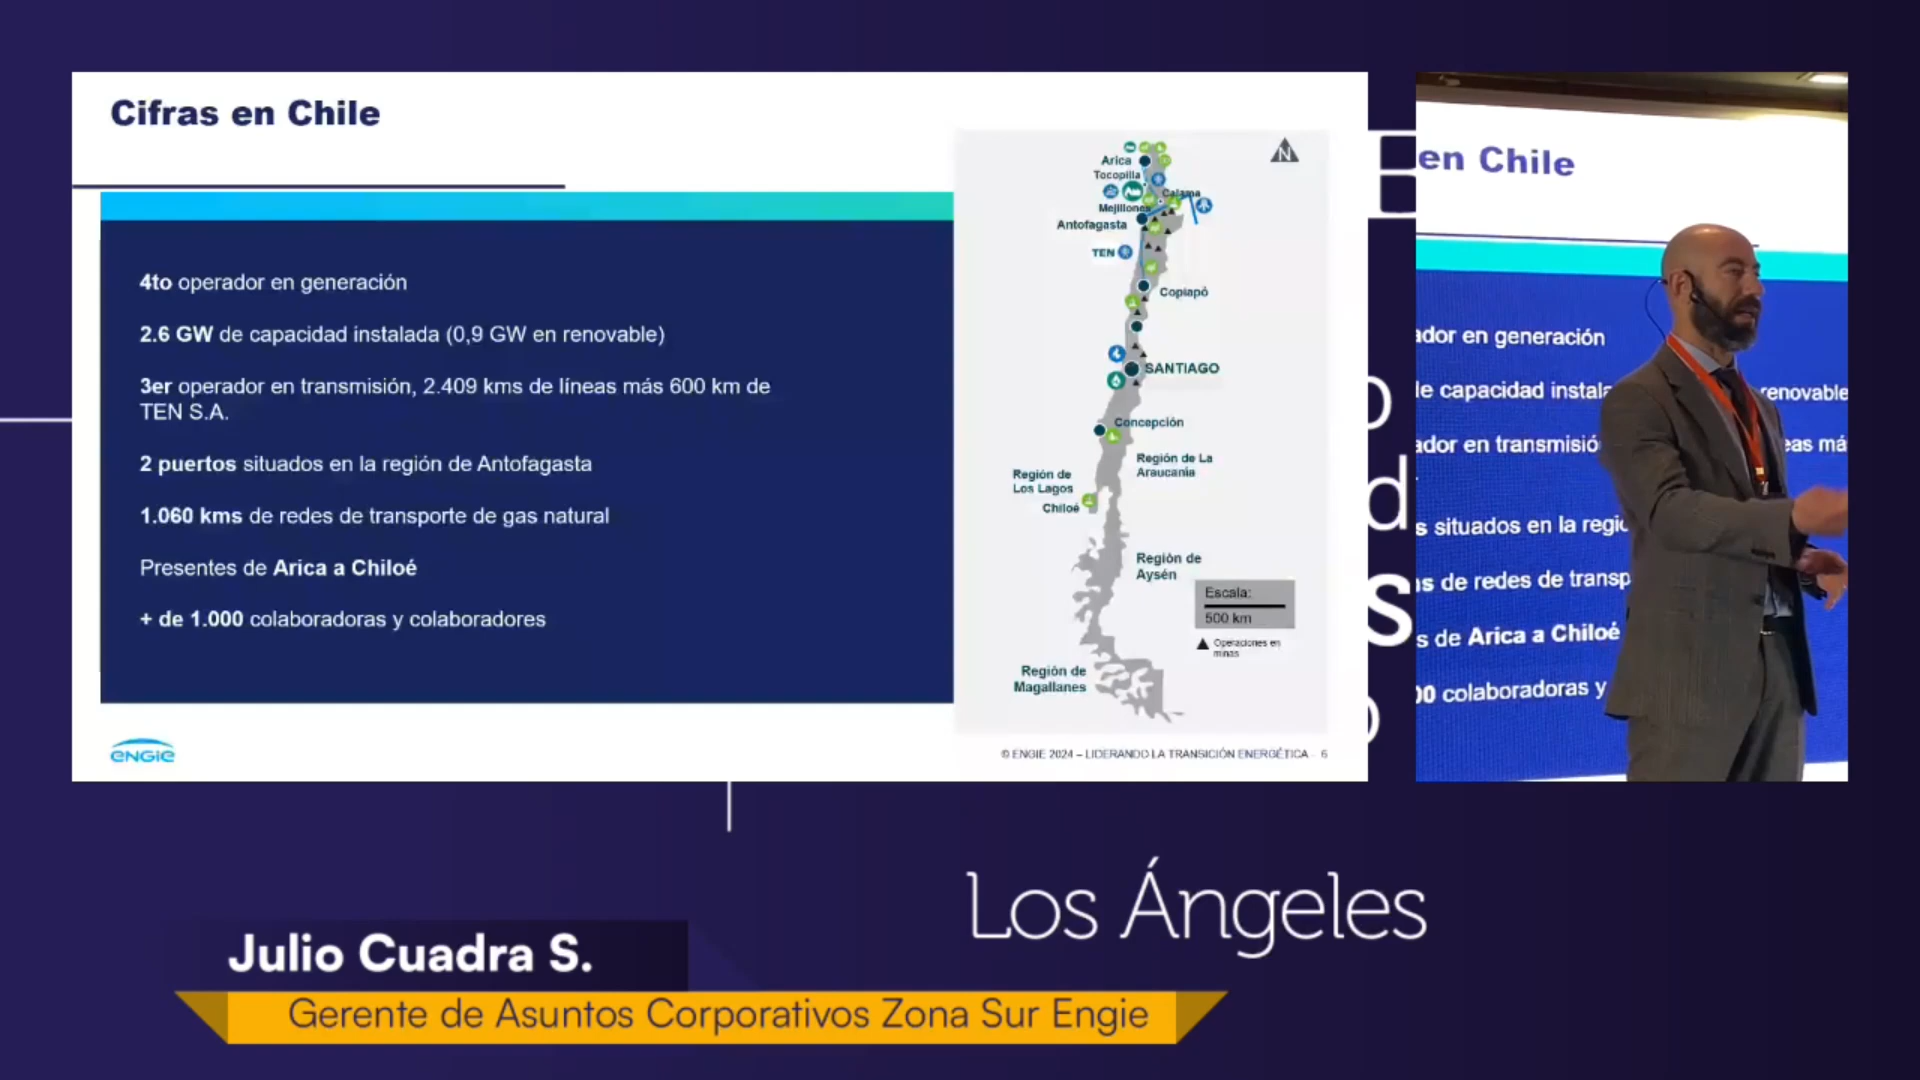 Cifras en Chile
4to operador en generación
2.6 GW de capacidad instalada (0,9 GW en renovable)
3er operador en transmisión, 2.409 kms de líneas más 600 km de
TEN S.A.
2 puertos situados en la región de Antofagasta
1.060 kms de redes de transporte de gas natural
Presentes de Arica a Chiloé
+ de 1.000 colaboradoras y colaboradores
ENGIE
N
Arica
Tocopilla
Calama
Mejillones
Antofagasta
TEN
Copiapó
SANTIAGO
Concepción
Región de La
Araucanía
Región de
Los Lagos
Chiloé
Región de
Aysén
Escala:
500 km
Operaciones en
minas
Región de
Magallanes
© ENGIE 2024 – LIDERANDO LA TRANSICIÓN ENERGÉTICA - 6
en Chile
ador en generación
de capacidad instala renovable
ador en transmisió eas má
s situados en la regi
as de redes de transp
s de Arica a Chiloé
00 colaboradoras y
Los Ángeles
Julio Cuadra S.
Gerente de Asuntos Corporativos Zona Sur Engie